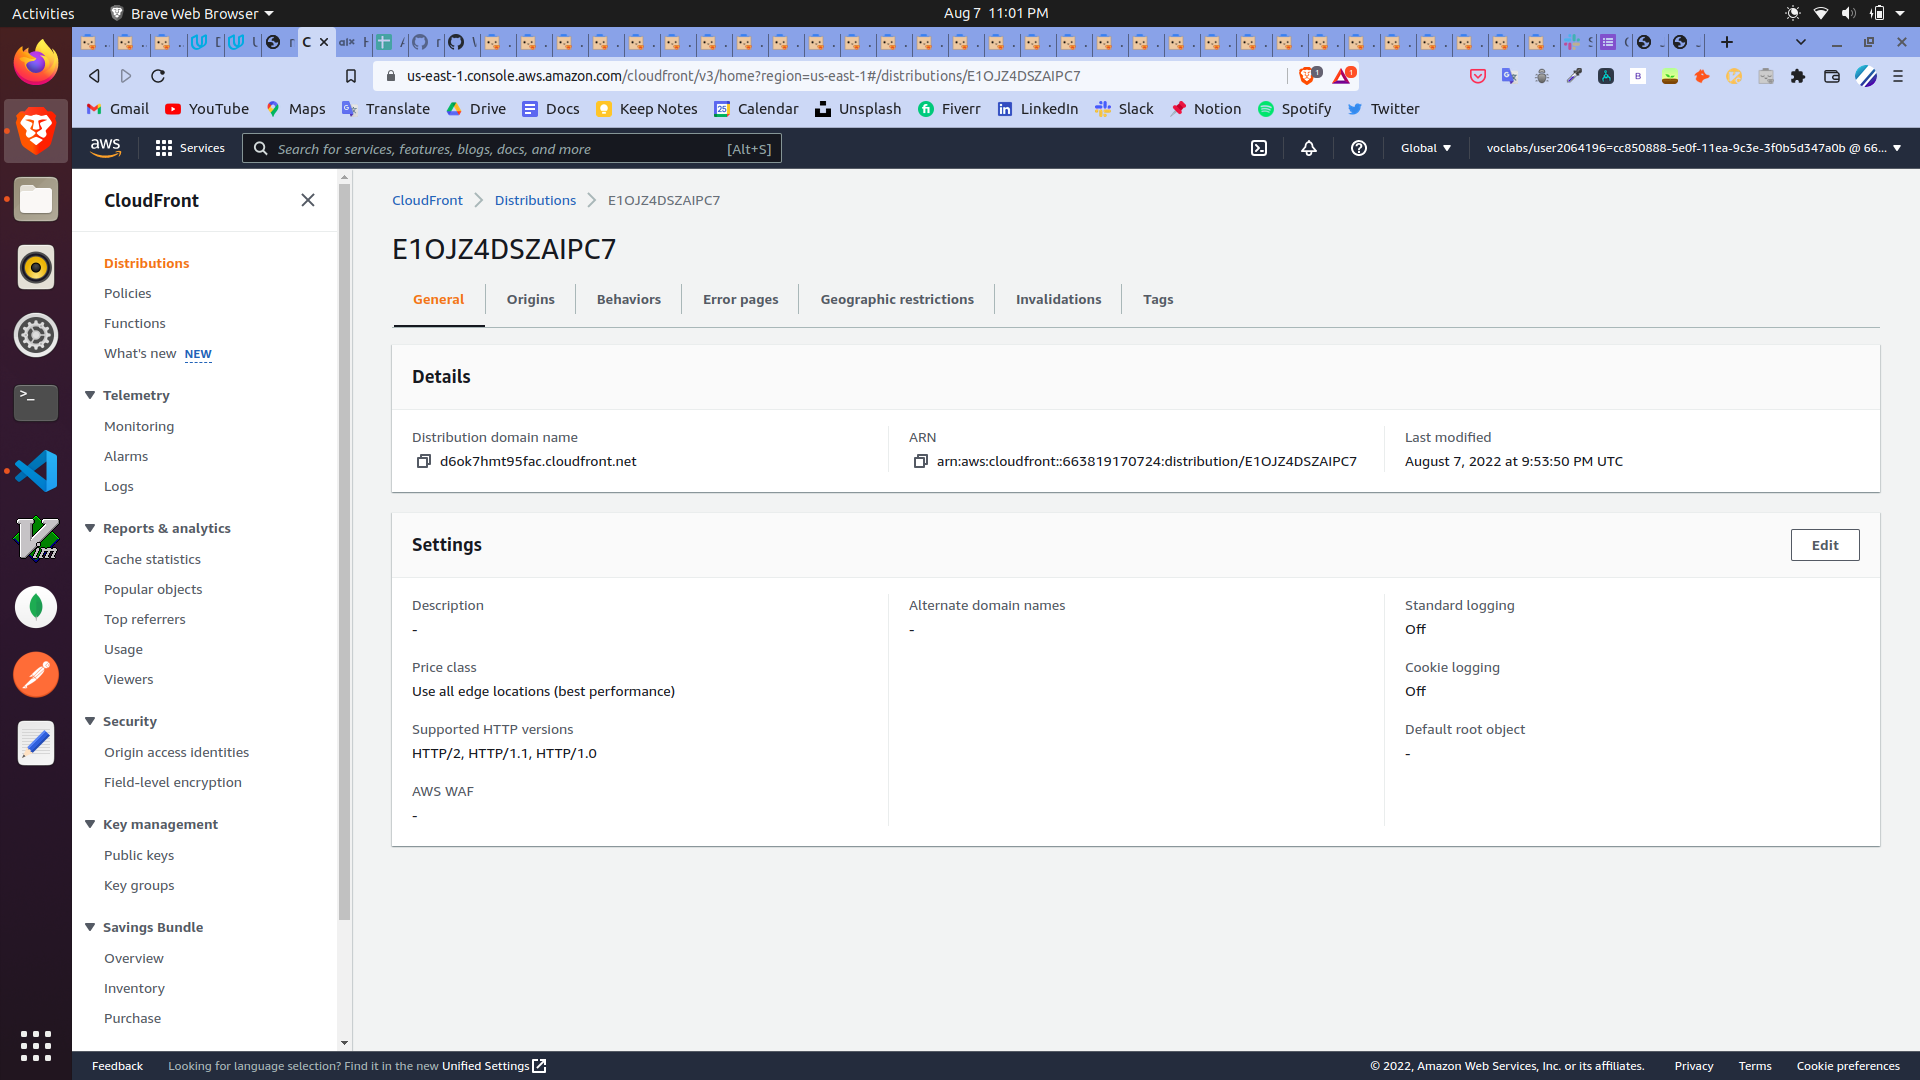 Activities
Brave Web Browser
Aug 7 11:01 PM
us-east-1.console.aws.amazon.com/cloudfront/v3/home?region=us-east-1#/distributions/E1OJZ4DSZAIPC7
1
1
Gmail
YouTube
Maps
Translate
Drive
Docs
Keep Notes
Calendar
Unsplash
Fiverr
LinkedIn
Slack
Notion
Spotify
Twitter
aws
Services
Search for services, features, blogs, docs, and more
[Alt+S]
Global
voclabs/user2064196=cc850888-5e0f-11ea-9c3e-3f0b5d347a0b @ 66...
CloudFront
Distributions
Policies
Functions
What's new NEW
Telemetry
Monitoring
Alarms
Logs
Reports & analytics
Cache statistics
Popular objects
Top referrers
Usage
Viewers
Security
Origin access identities
Field-level encryption
Key management
Public keys
Key groups
Savings Bundle
Overview
Inventory
Purchase
CloudFront
Distributions
E1OJZ4DSZAIPC7
E1OJZ4DSZAIPC7
General
Origins
Behaviors
Error pages
Geographic restrictions
Invalidations
Tags
Details
Distribution domain name
d6ok7hmt95fac.cloudfront.net
ARN
arn:aws:cloudfront::663819170724:distribution/E1OJZ4DSZAIPC7
Last modified
August 7, 2022 at 9:53:50 PM UTC
Settings
Edit
Description
-
Price class
Use all edge locations (best performance)
Supported HTTP versions
HTTP/2, HTTP/1.1, HTTP/1.0
AWS WAF
-
Alternate domain names
-
Standard logging
Off
Cookie logging
Off
Default root object
-
Feedback
Looking for language selection? Find it in the new Unified Settings
© 2022, Amazon Web Services, Inc. or its affiliates.
Privacy
Terms
Cookie preferences